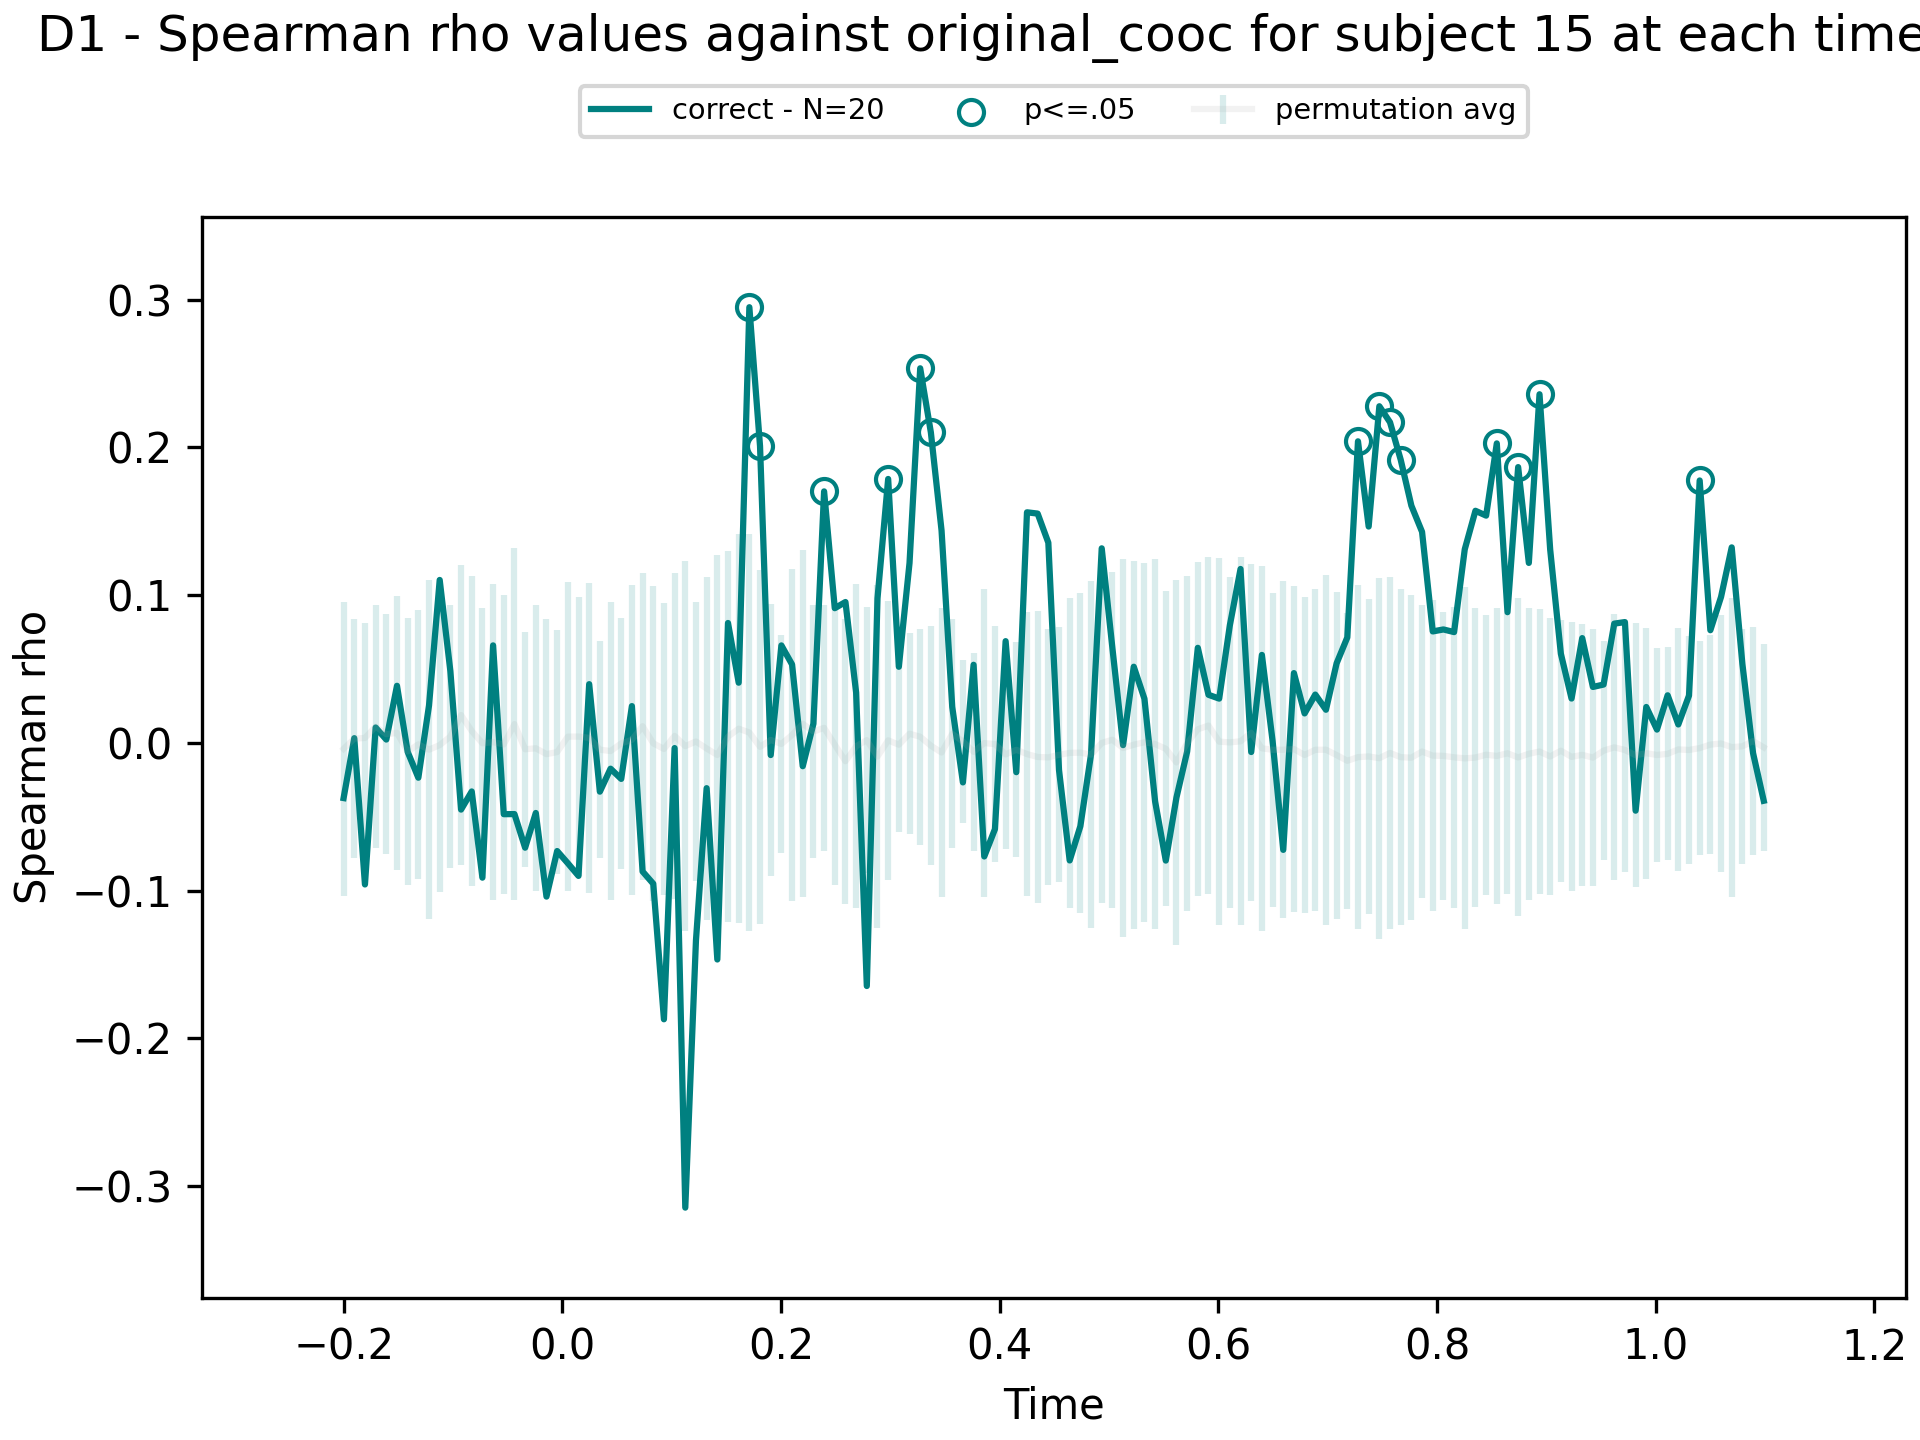 D1 - Spearman rho values against original_cooc for subject 15 at each time
correct - N=20 p<=.05 permutation avg
0.3
0.2
0.1
0.0
−0.1
−0.2
−0.3
Spearman rho
−0.2 0.0 0.2 0.4 0.6 0.8 1.0 1.2
Time